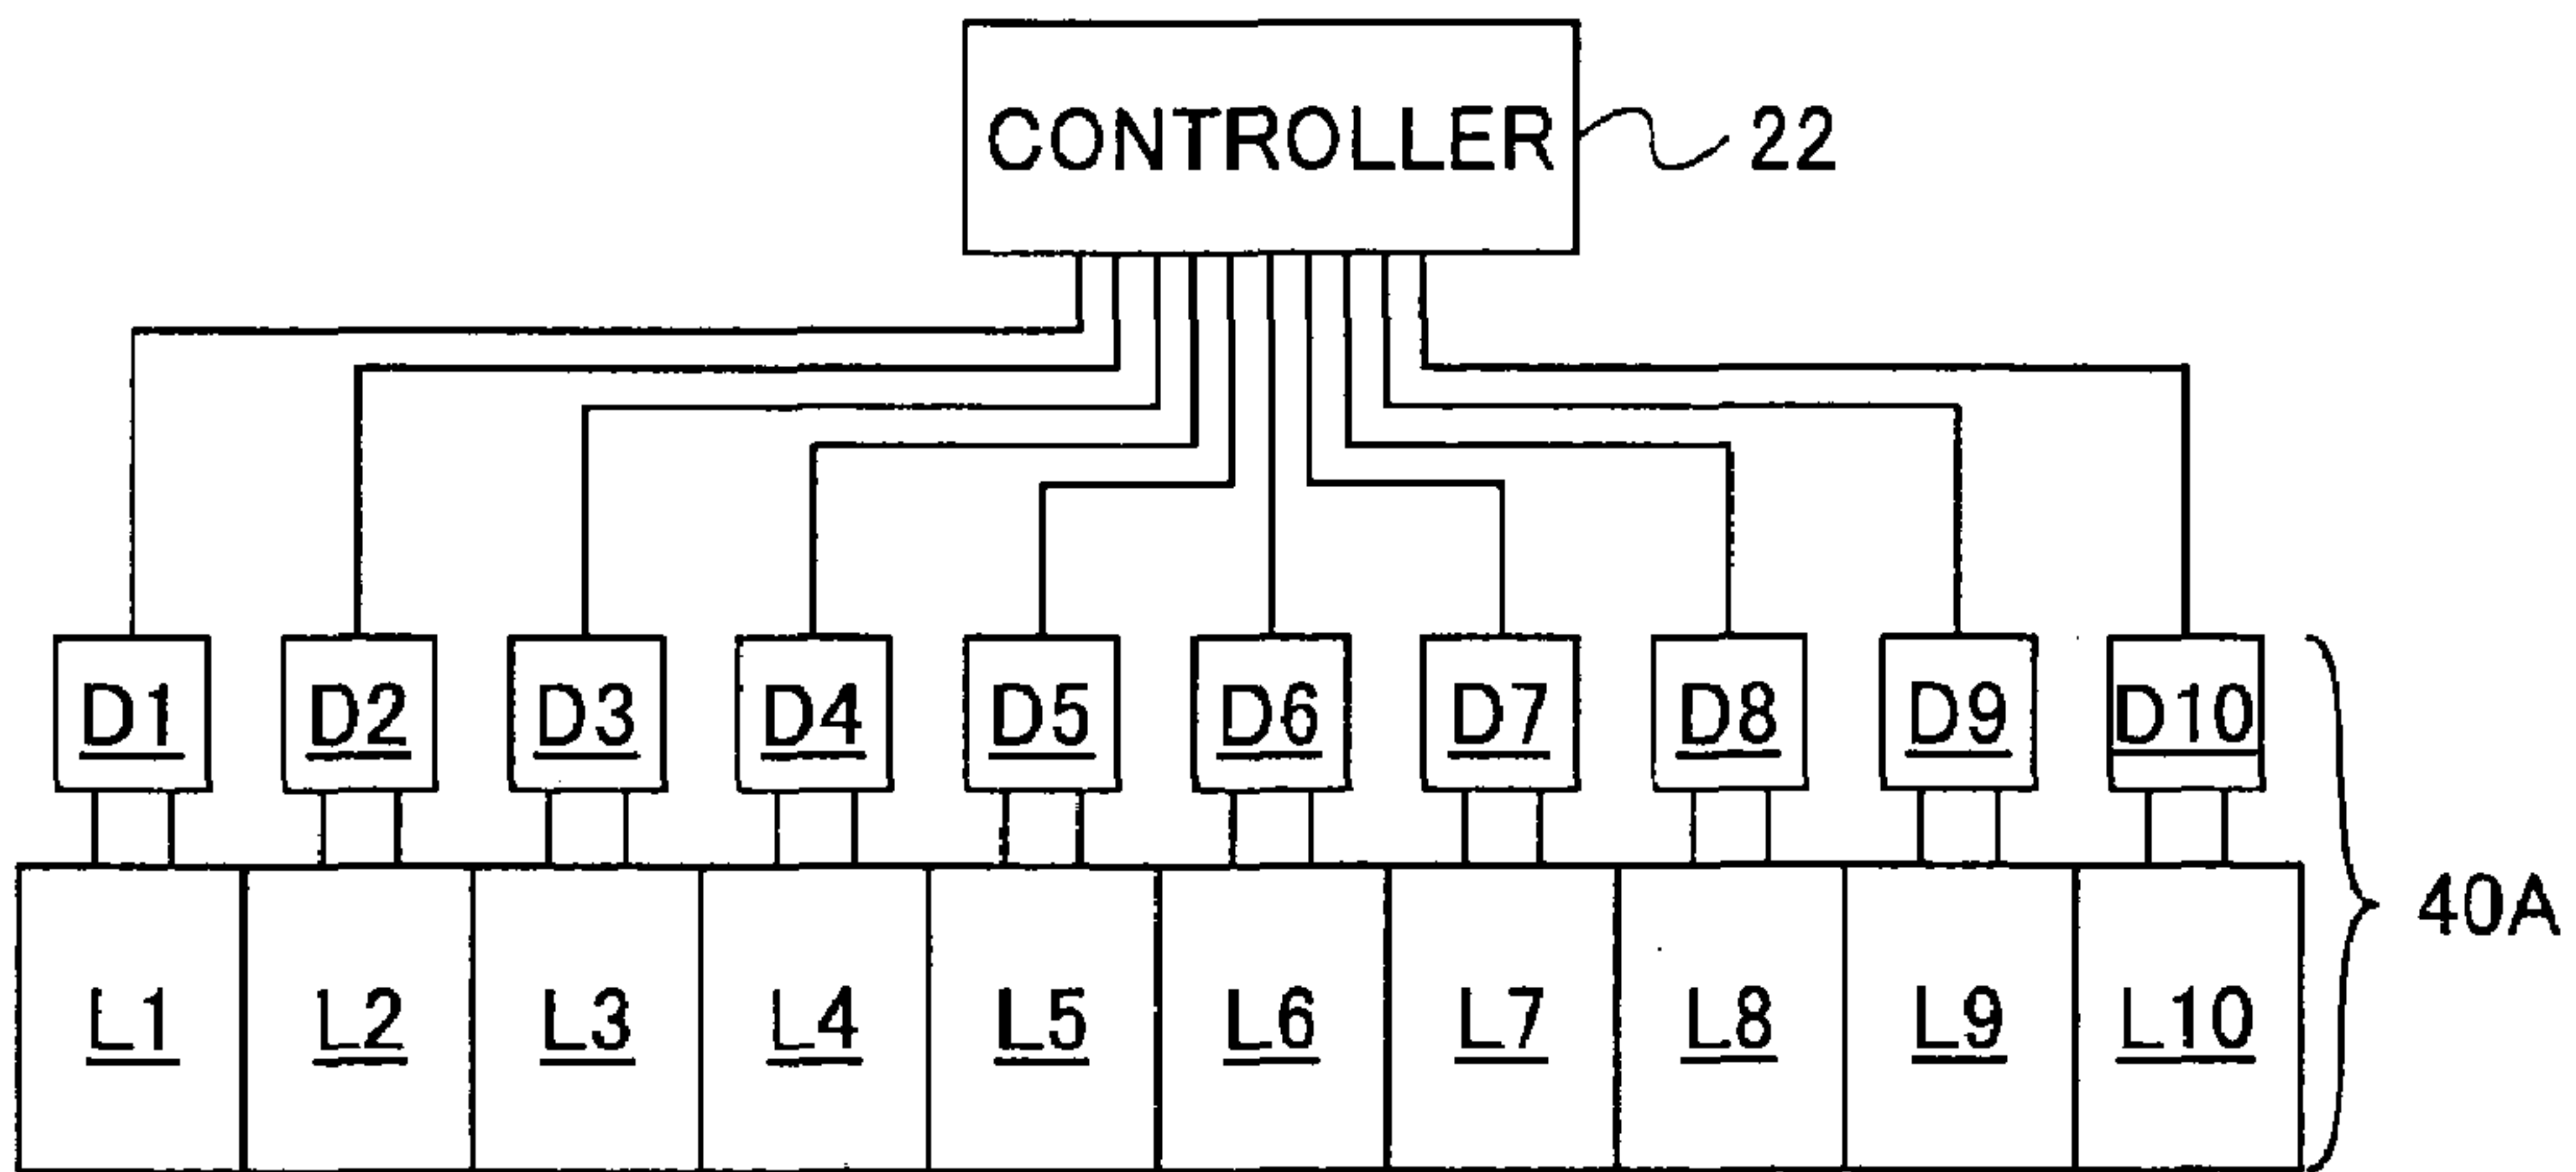 CONTROLLER 22
D1 D2 D3 D4 D5 D6 D7 D8 D9 D10
40A
L1 L2 L3 L4 L5 L6 L7 L8 L9 L10